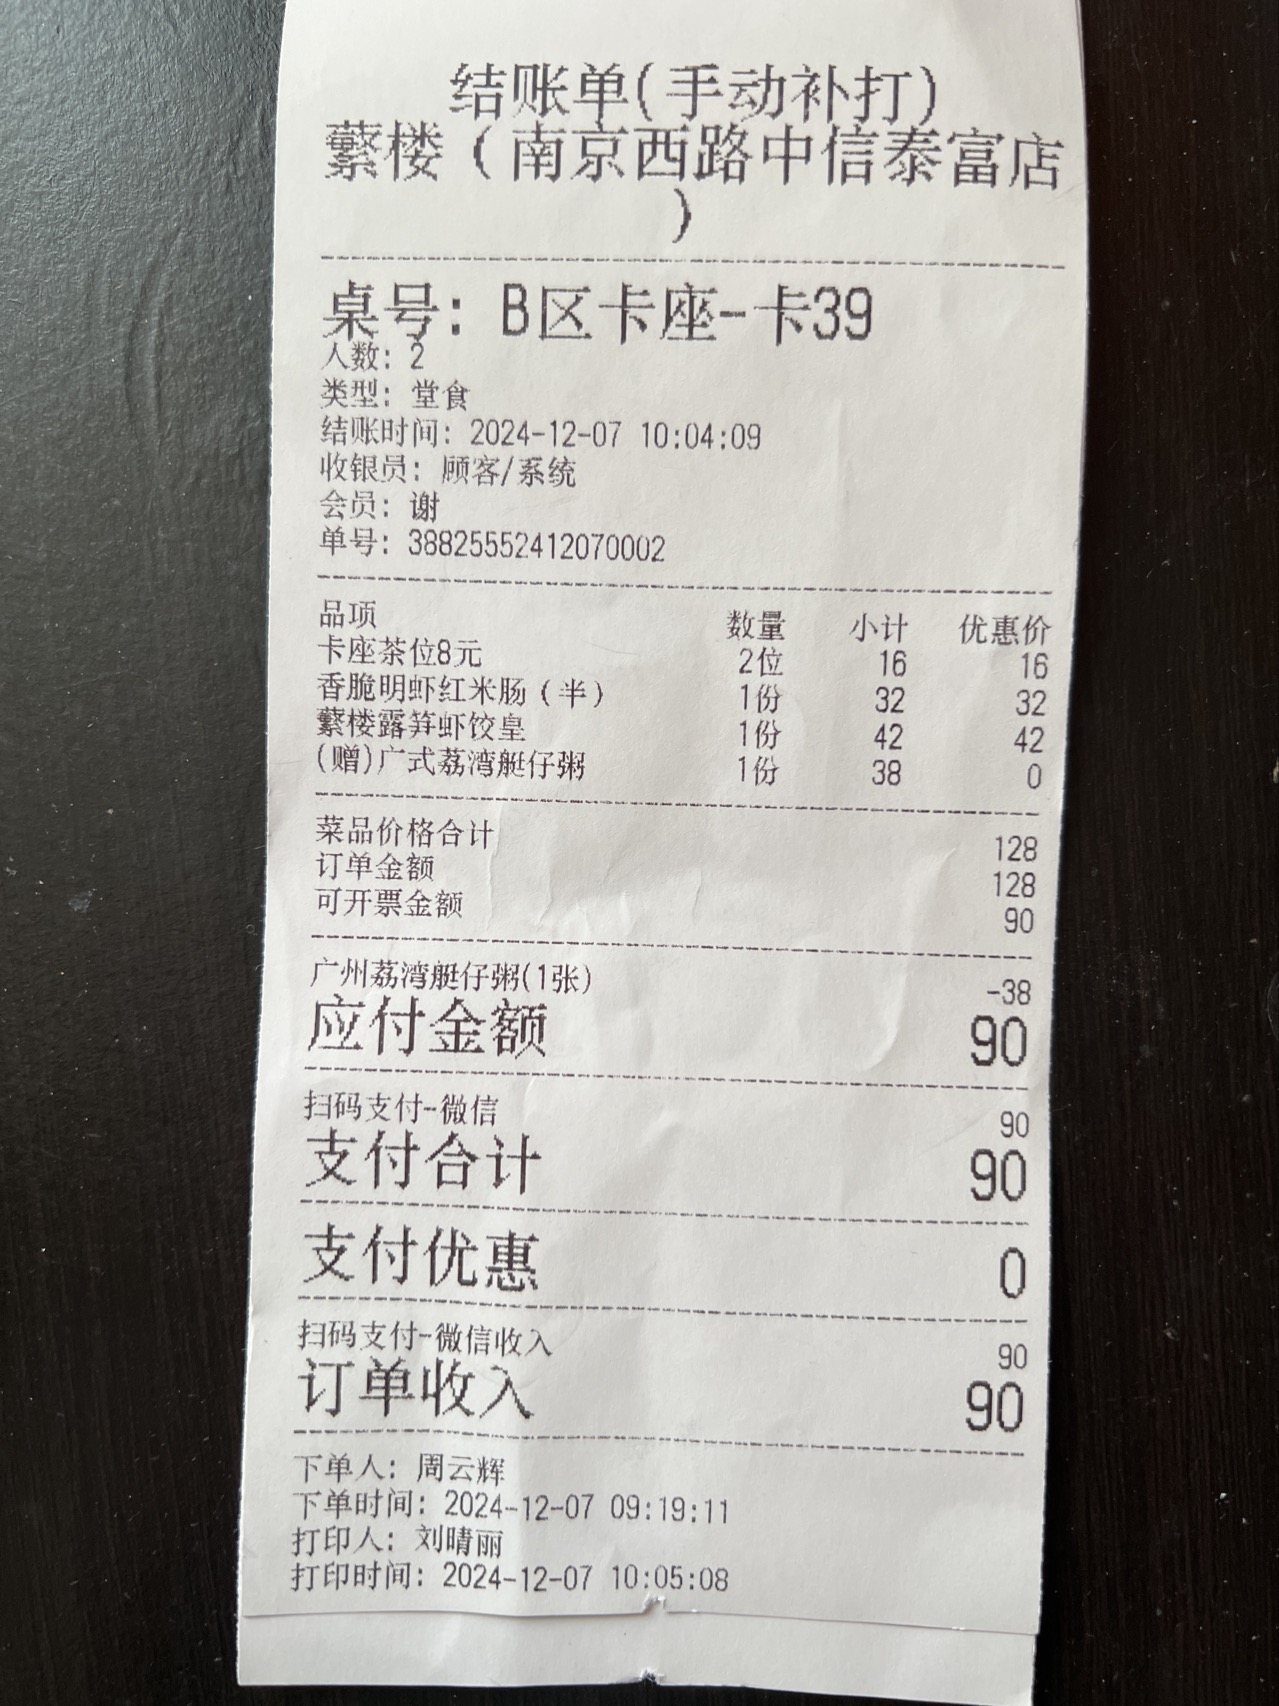 结账单(手动补打)
蘩楼（南京西路中信泰富店
）
桌号：B区卡座-卡39
人数：2
类型：堂食
结账时间：2024-12-07 10:04:09
收银员：顾客/系统
会员：谢
单号：38825552412070002
品项 数量 小计 优惠价
卡座茶位8元 2位 16 16
香脆明虾红米肠（半） 1份 32 32
蘩楼露笋虾饺皇 1份 42 42
(赠)广式荔湾艇仔粥 1份 38 0
菜品价格合计 128
订单金额 128
可开票金额 90
广州荔湾艇仔粥(1张) -38
应付金额 90
扫码支付-微信 90
支付合计 90
支付优惠 0
扫码支付-微信收入 90
订单收入 90
下单人：周云辉
下单时间：2024-12-07 09:19:11
打印人：刘晴丽
打印时间：2024-12-07 10:05:08